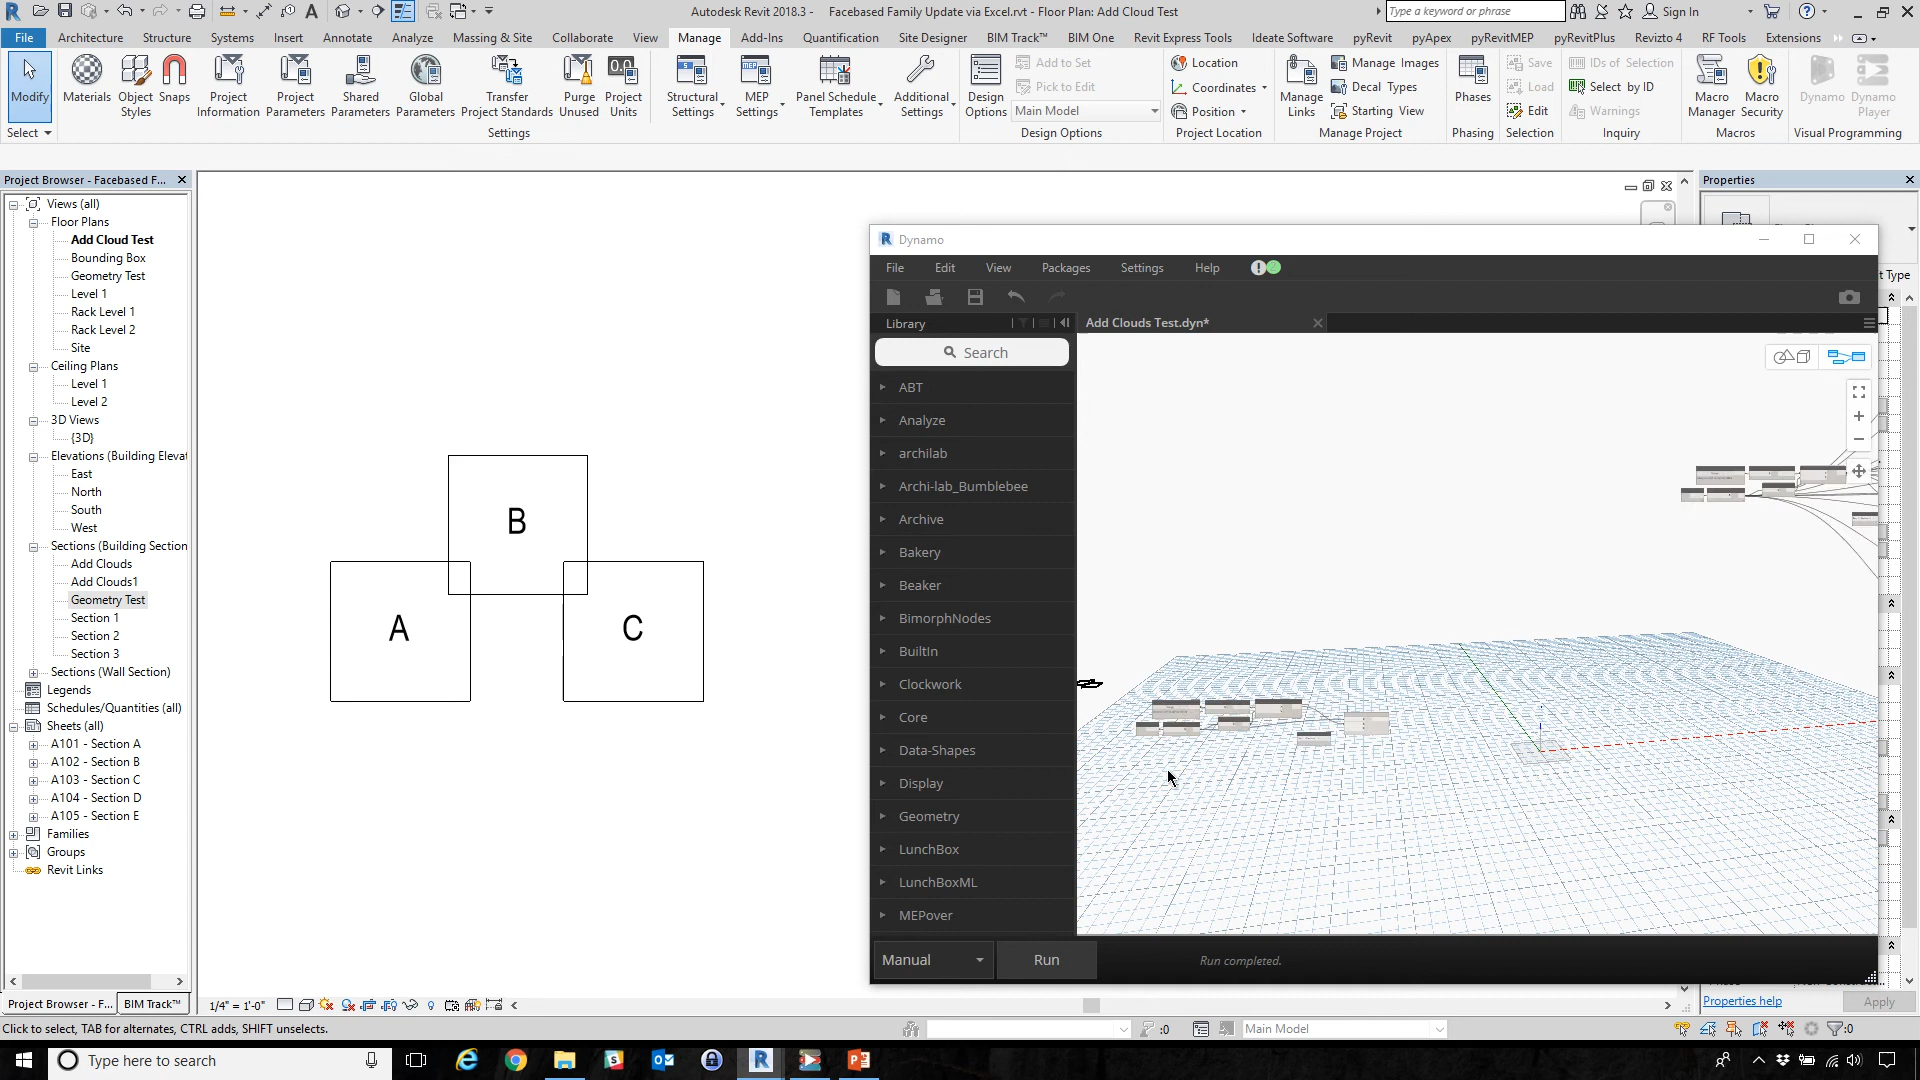 Autodesk Revit 2018.3 - Facebased Family Update via Excel.rvt - Floor Plan: Add Cloud Test
Type a keyword or phrase
Sign In
File Architecture Structure Systems Insert Annotate Analyze Massing & Site Collaborate View Manage Add-Ins Quantification Site Designer BIM Track™ BIM One Revit Express Tools Ideate Software pyRevit pyApex pyRevitMEP pyRevitPlus Revizto 4 RF Tools Extensions
Modify
Select
Materials
Object Styles
Snaps
Project Information
Project Parameters
Shared Parameters
Global Parameters
Transfer Project Standards
Purge Unused
Project Units
Settings
Structural Settings
MEP Settings
Panel Schedule Templates
Additional Settings
Design Options
Add to Set
Pick to Edit
Main Model
Design Options
Location
Coordinates
Position
Project Location
Manage Links
Manage Images
Decal Types
Starting View
Manage Project
Phases
Phasing
Save
Load
Edit
Selection
IDs of Selection
Select by ID
Warnings
Inquiry
Macro Manager
Macro Security
Macros
Dynamo
Dynamo Player
Visual Programming
Project Browser - Facebased F...
Views (all)
Floor Plans
Add Cloud Test
Bounding Box
Geometry Test
Level 1
Rack Level 1
Rack Level 2
Site
Ceiling Plans
Level 1
Level 2
3D Views
{3D}
Elevations (Building Elevat
East
North
South
West
Sections (Building Section
Add Clouds
Add Clouds1
Geometry Test
Section 1
Section 2
Section 3
Sections (Wall Section)
Legends
Schedules/Quantities (all)
Sheets (all)
A101 - Section A
A102 - Section B
A103 - Section C
A104 - Section D
A105 - Section E
Families
Groups
Revit Links
Project Browser - F...
BIM Track™
B
A
C
Properties
t Type
Properties help
Apply
Dynamo
File Edit View Packages Settings Help
Library
Add Clouds Test.dyn*
Search
ABT
Analyze
archilab
Archi-lab_Bumblebee
Archive
Bakery
Beaker
BimorphNodes
BuiltIn
Clockwork
Core
Data-Shapes
Display
Geometry
LunchBox
LunchBoxML
MEPover
Manual
Run
Run completed.
1/4" = 1'-0"
Click to select, TAB for alternates, CTRL adds, SHIFT unselects.
:0
Main Model
:0
Type here to search